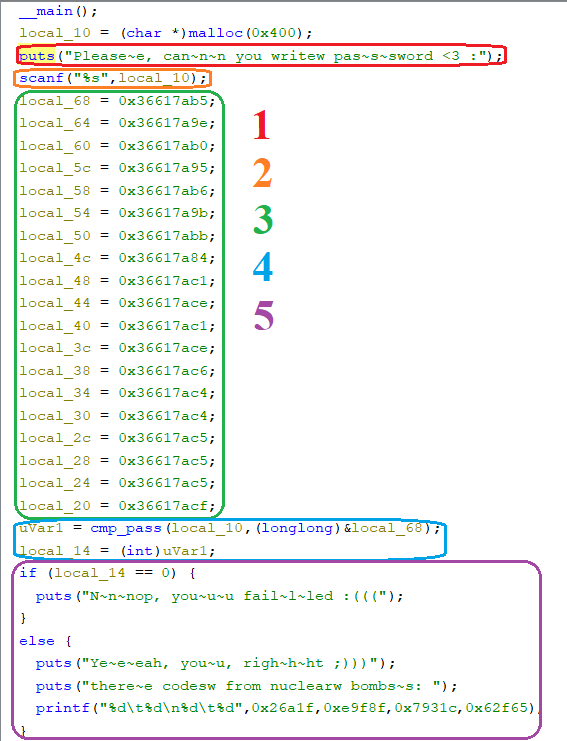 __main();
local_10 = (char *)malloc(0x400);
puts("Please~e, can~n~n you writew pas~s~sword <3 :");
scanf("%s",local_10);
local_68 = 0x36617ab5;
local_64 = 0x36617a9e;
local_60 = 0x36617ab0;
local_5c = 0x36617a95;
local_58 = 0x36617ab6;
local_54 = 0x36617a9b;
local_50 = 0x36617abb;
local_4c = 0x36617a84;
local_48 = 0x36617ac1;
local_44 = 0x36617ace;
local_40 = 0x36617ac1;
local_3c = 0x36617ace;
local_38 = 0x36617ac6;
local_34 = 0x36617ac4;
local_30 = 0x36617ac4;
local_2c = 0x36617ac5;
local_28 = 0x36617ac5;
local_24 = 0x36617ac5;
local_20 = 0x36617acf;
uVar1 = cmp_pass(local_10,(longlong)&local_68);
local_14 = (int)uVar1;
if (local_14 == 0) {
puts("N~n~nop, you~u~u fail~l~led :(((");
}
else {
puts("Ye~e~eah, you~u, righ~h~ht ;)))");
puts("there~e codesw from nuclearw bombs~s: ");
printf("%d\t%d\n%d\t%d",0x26a1f,0xe9f8f,0x7931c,0x62f65)
}
1
2
3
4
5